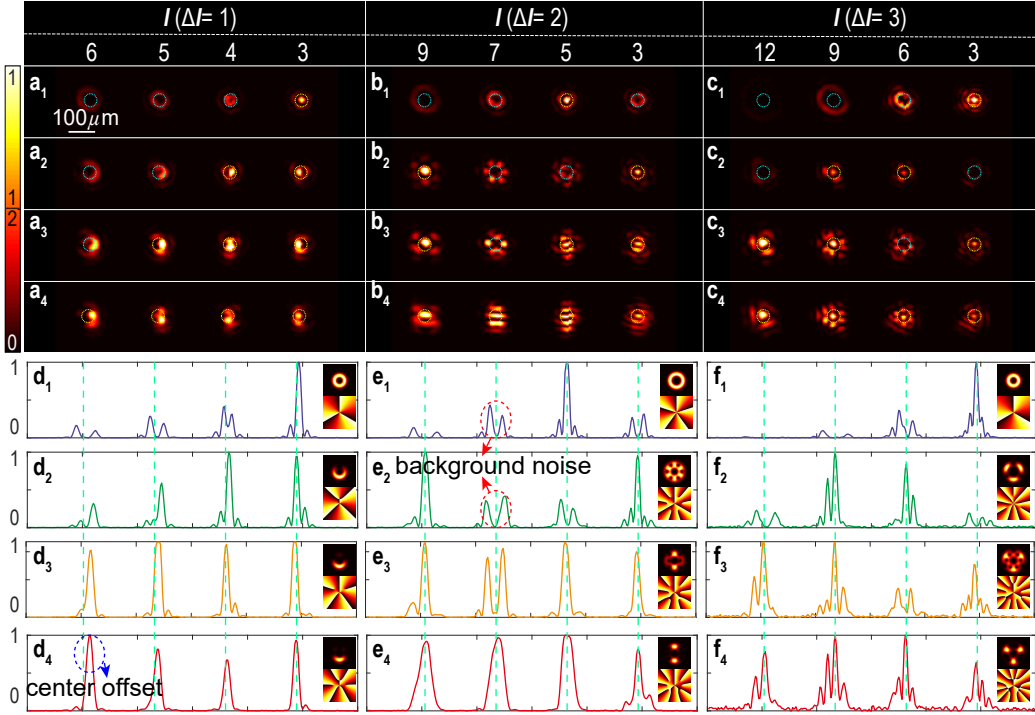 l (Δl= 1) l (Δl= 2) l (Δl= 3)
6 5 4 3 9 7 5 3 12 9 6 3
1 a₁ b₁ c₁
100μm
a₂ b₂ c₂
1
2 a₃ b₃ c₃
a₄ b₄ c₄
0
1 d₁ e₁ f₁
0
1 d₂ e₂ f₂
background noise
0
1 d₃ e₃ f₃
0
1 d₄ e₄ f₄
center offset
0